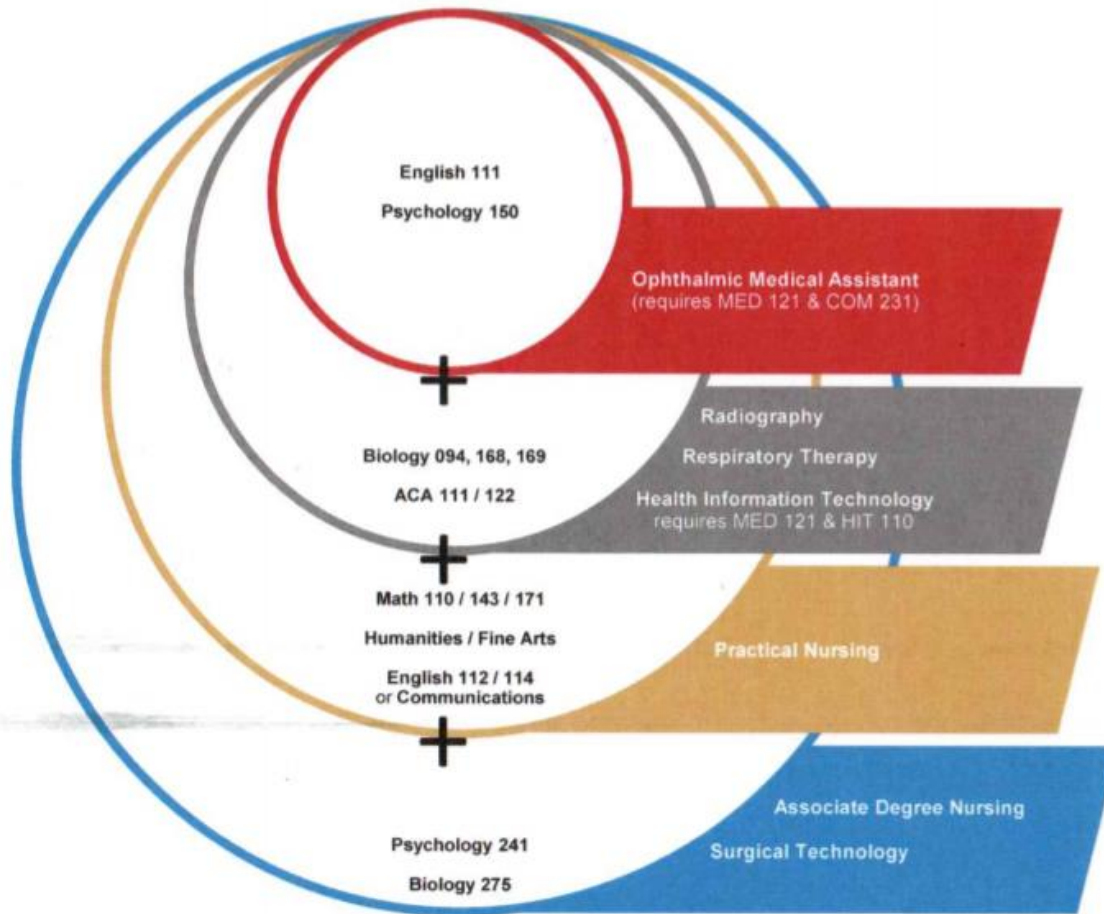 English 111
Psychology 150
Ophthalmic Medical Assistant
(requires MED 121 & COM 231)
Biology 094, 168, 169
ACA 111 / 122
Radiography
Respiratory Therapy
Health Information Technology
requires MED 121 & HIT 110
Math 110 / 143 / 171
Humanities / Fine Arts
English 112 / 114
or Communications
Practical Nursing
Psychology 241
Biology 275
Associate Degree Nursing
Surgical Technology